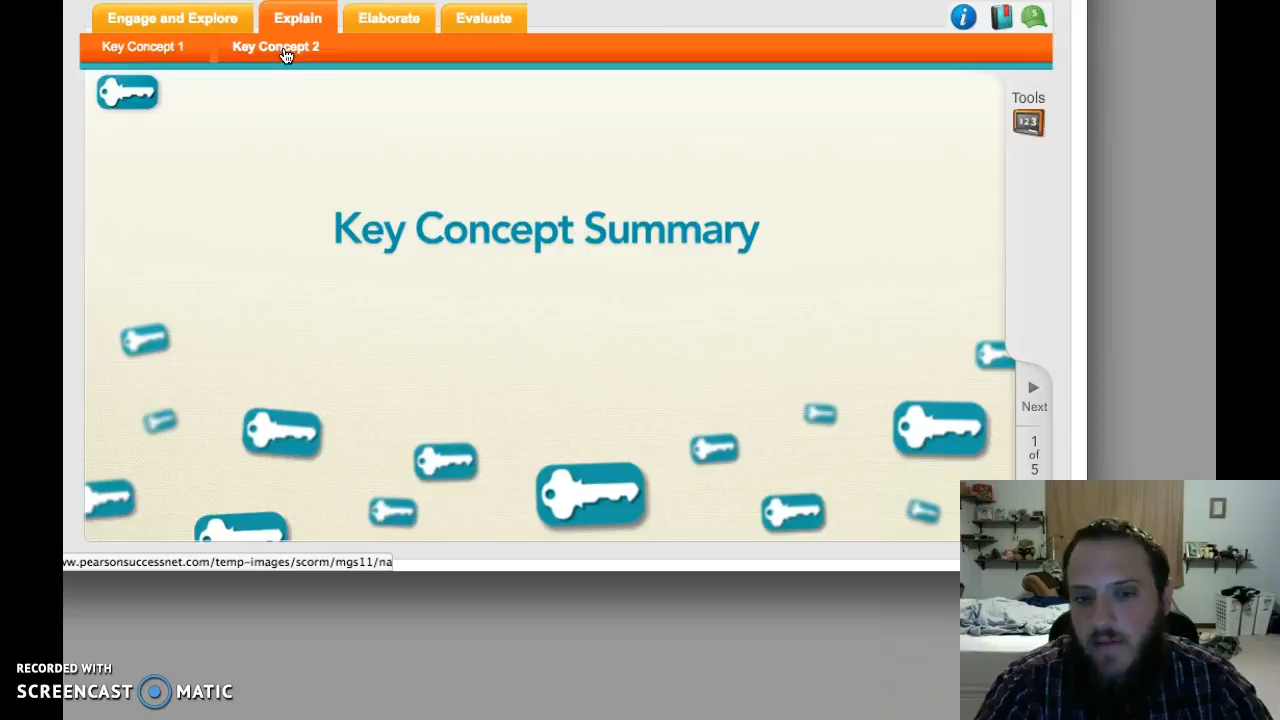 Engage and Explore
Explain
Elaborate
Evaluate
Key Concept 1
Key Concept 2
Tools
123
Key Concept Summary
Next
1
of
5
w.pearsonsuccessnet.com/temp-images/scorm/mgs11/na
RECORDED WITH
SCREENCAST MATIC